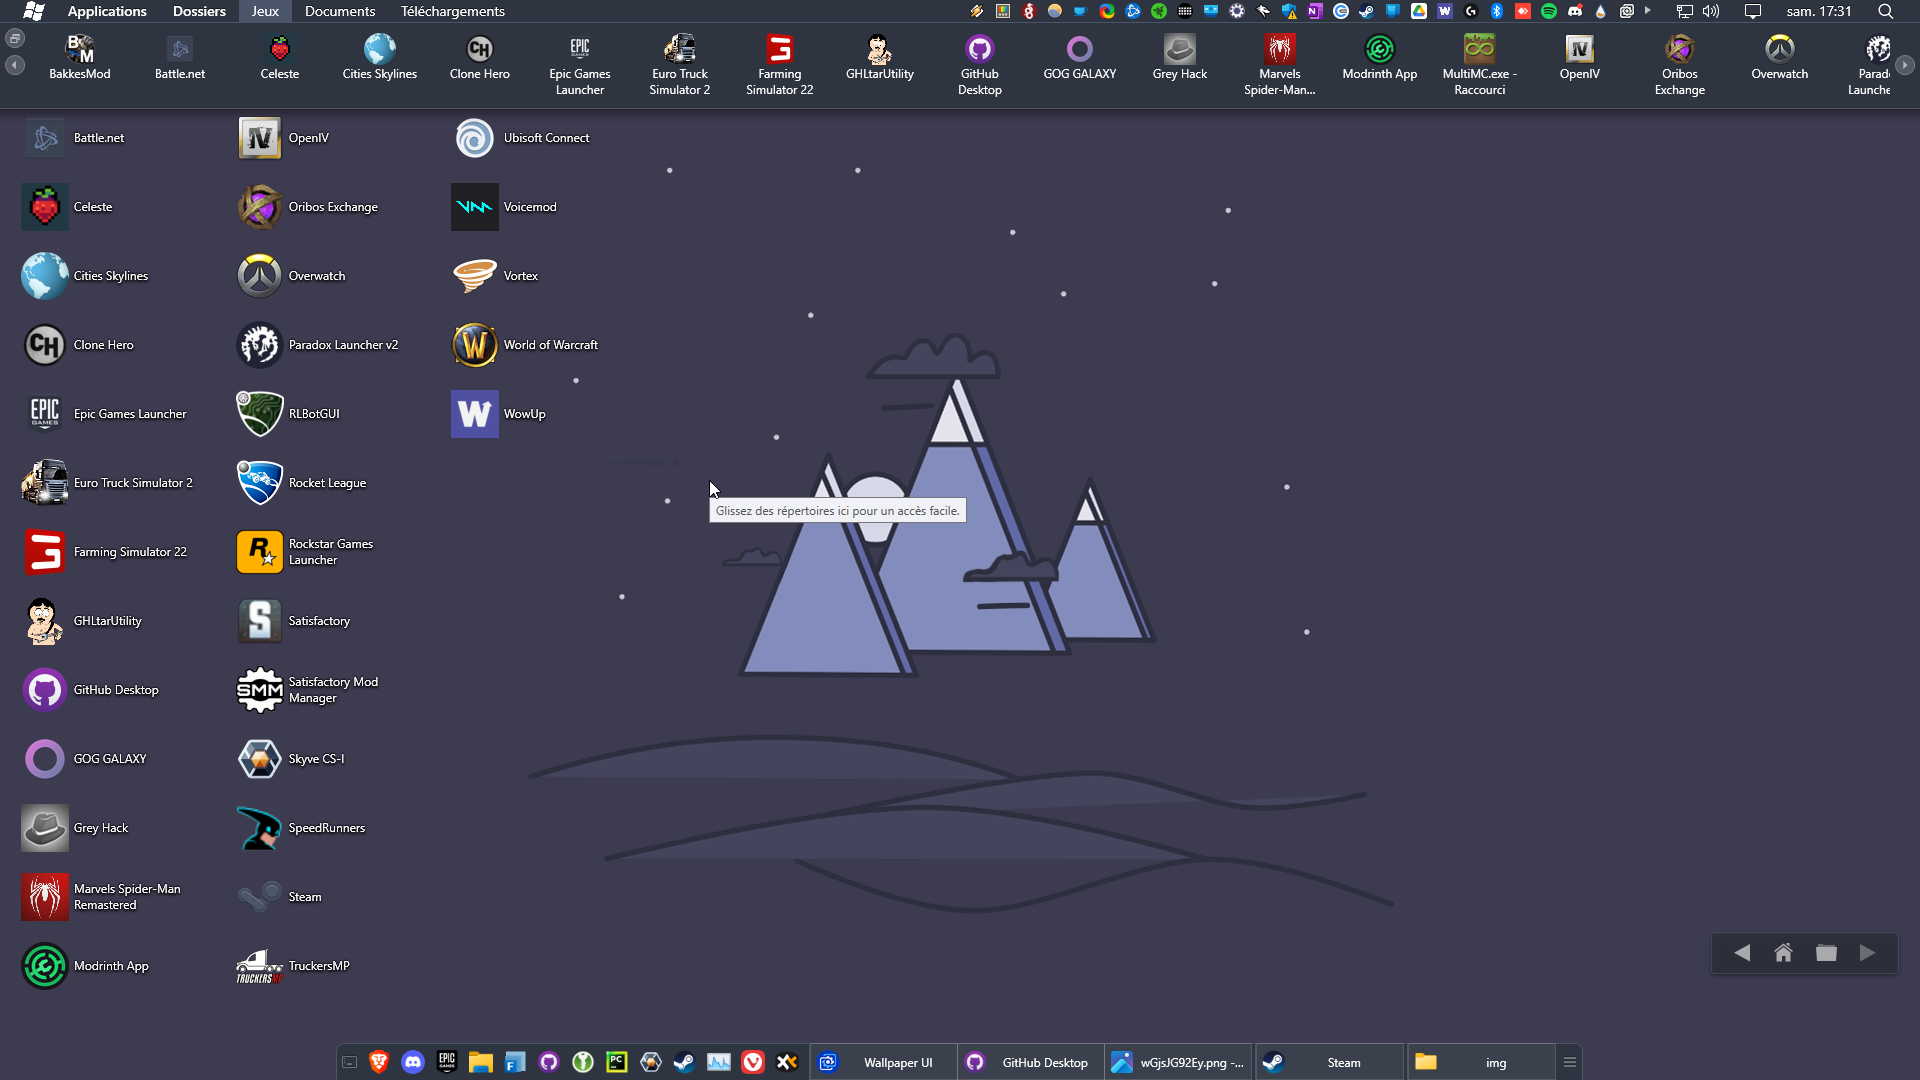 Applications Dossiers Jeux Documents Téléchargements sam. 17:31
BakkesMod
Battle.net
Celeste
Cities Skylines
Clone Hero
Epic Games
Launcher
Euro Truck
Simulator 2
Farming
Simulator 22
GHLtarUtility
GitHub
Desktop
GOG GALAXY
Grey Hack
Marvels
Spider-Man...
Modrinth App
MultiMC.exe -
Raccourci
OpenIV
Oribos
Exchange
Overwatch
Parad
Launche
Battle.net
Celeste
Cities Skylines
Clone Hero
Epic Games Launcher
Euro Truck Simulator 2
Farming Simulator 22
GHLtarUtility
GitHub Desktop
GOG GALAXY
Grey Hack
Marvels Spider-Man
Remastered
Modrinth App
OpenIV
Oribos Exchange
Overwatch
Paradox Launcher v2
RLBotGUI
Rocket League
Rockstar Games
Launcher
Satisfactory
Satisfactory Mod
Manager
Skyve CS-I
SpeedRunners
Steam
TruckersMP
Ubisoft Connect
Voicemod
Vortex
World of Warcraft
WowUp
Glissez des répertoires ici pour un accès facile.
Wallpaper UI
GitHub Desktop
wGjsJG92Ey.png -...
Steam
img